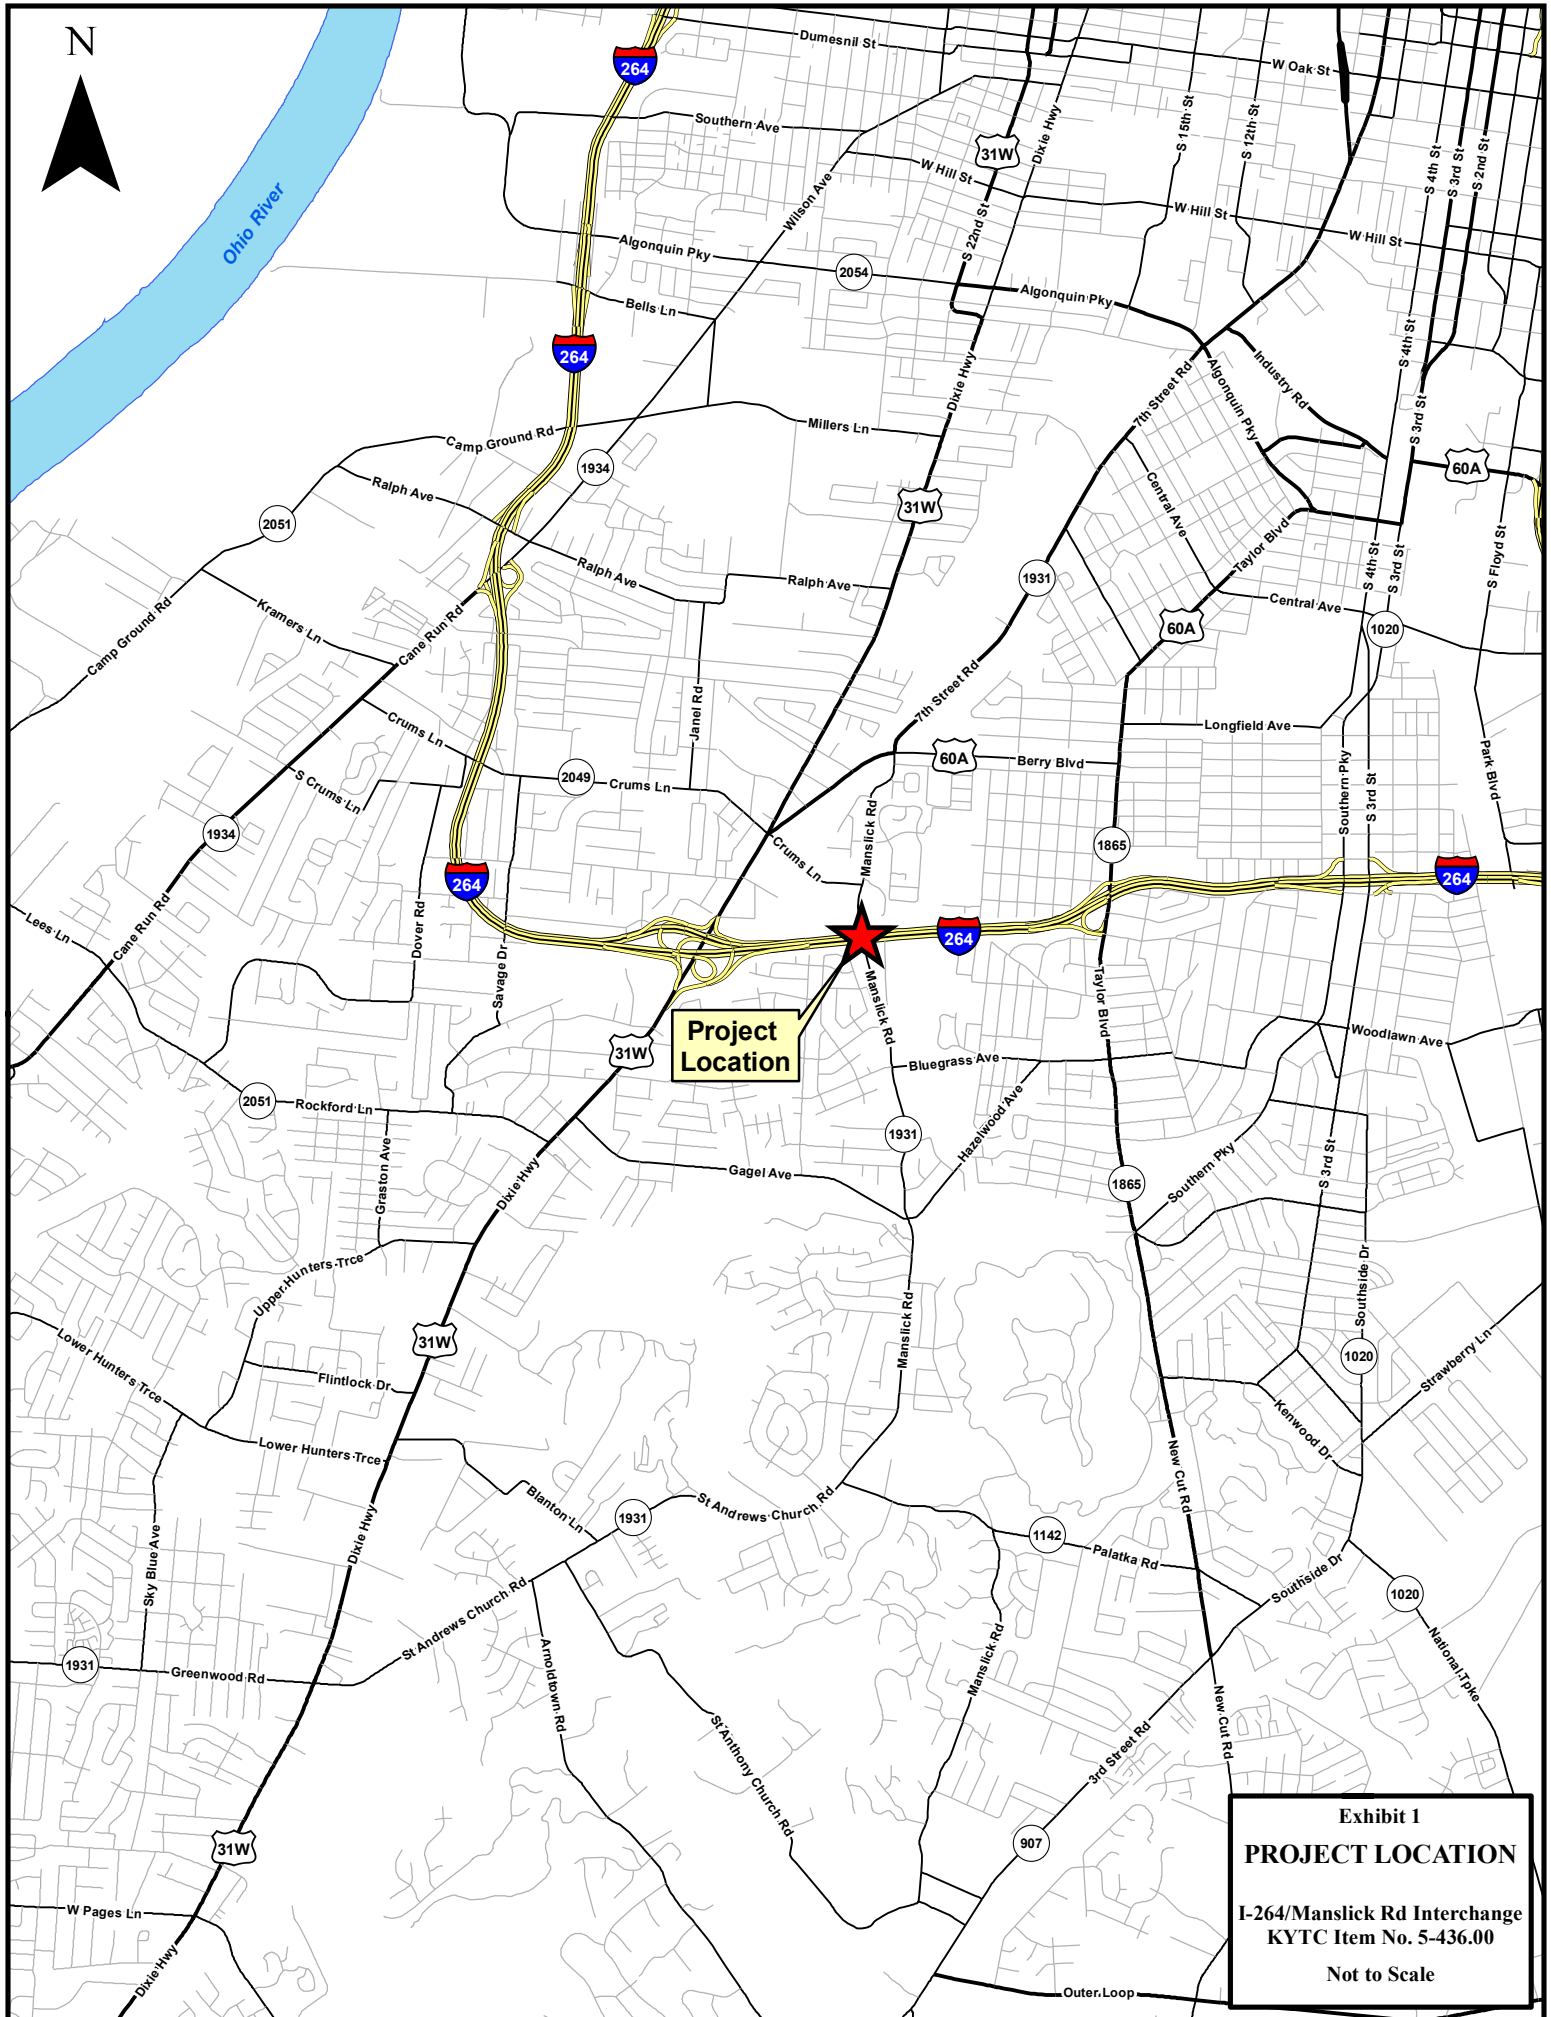 N
264
Dumesnil St
W Oak St
Southern Ave
31W
Dixie Hwy
S 15th St
S 12th St
S 4th St
S 3rd St
S 2nd St
W Hill St
Wilson Ave
Ohio River
S 22nd St
W Hill St
W Hill St
Algonquin Pky
2054
Algonquin Pky
Bells Ln
264
S 4th St
Industry Rd
Algonquin Pky
7th Street Rd
Dixie Hwy
S 3rd St
Millers Ln
Camp Ground Rd
1934
60A
Ralph Ave
31W
Central Ave
2051
Taylor Blvd
S 4th St
S 3rd St
S Floyd St
Ralph Ave
Ralph Ave
1931
Central Ave
1020
60A
Kramers Ln
Camp Ground Rd
Cane Run Rd
7th Street Rd
Janel Rd
Longfield Ave
Crums Ln
60A
Berry Blvd
Southern Pky
S 3rd St
Park Blvd
S Crums Ln
2049
Crums Ln
Manslick Rd
1934
1865
Crums Ln
264
264
Lees Ln
Cane Run Rd
Dover Rd
Savage Dr
264
Manslick Rd
Taylor Blvd
Project
Location
31W
Woodlawn Ave
Bluegrass Ave
2051
Rockford Ln
Hazelwood Ave
1931
Graston Ave
Gagel Ave
Dixie Hwy
1865
Southern Pky
S 3rd St
Upper Hunters Trce
Southside Dr
Manslick Rd
31W
1020
Lower Hunters Trce
Strawberry Ln
Flintlock Dr
Kenwood Dr
Lower Hunters Trce
New Cut Rd
Blanton Ln
St Andrews Church Rd
1931
Sky Blue Ave
Dixie Hwy
1142
Palatka Rd
Southside Dr
1020
St Andrews Church Rd
Arnoldtown Rd
Manslick Rd
National Tpke
1931
Greenwood Rd
New Cut Rd
St Anthony Church Rd
3rd Street Rd
907
31W
W Pages Ln
Dixie Hwy
Outer Loop
Exhibit 1
PROJECT LOCATION
I-264/Manslick Rd Interchange
KYTC Item No. 5-436.00
Not to Scale